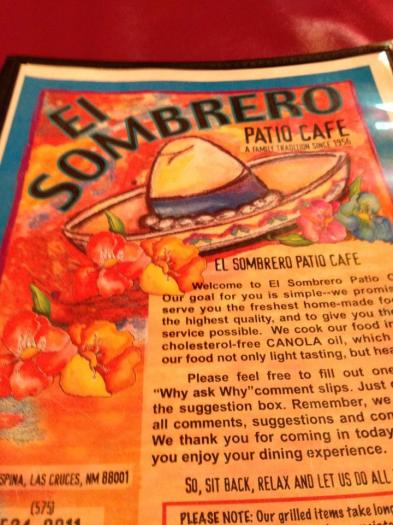 El
SOMBRERO
PATIO CAFE
A FAMILY TRADITION SINCE 1956
EL SOMBRERO PATIO CAFE
Welcome to El Sombrero Patio C
Our goal for you is simple--we promis
serve you the freshest home-made fo
the highest quality, and to give you th
service possible. We cook our food i
cholesterol-free CANOLA oil, which
our food not only light tasting, but hea
Please feel free to fill out one
"Why ask Why" comment slips. Just
the suggestion box. Remember, we
all comments, suggestions and con
We thank you for coming in today
you enjoy your dining experience.
SO, SIT BACK, RELAX AND LET US DO ALL
SPINA, LAS CRUCES, NM 88001
(575)
PLEASE NOTE: Our grilled items take long